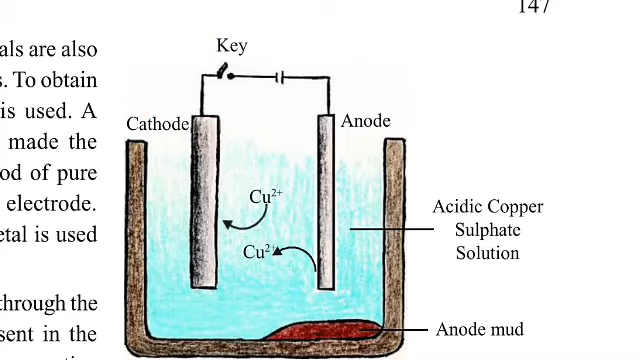 147
als are also
s. To obtain
is used. A
made the
od of pure
electrode.
etal is used
through the
sent in the
Key
Cathode
Anode
Cu²⁺
Cu²⁺
Acidic Copper
Sulphate
Solution
Anode mud